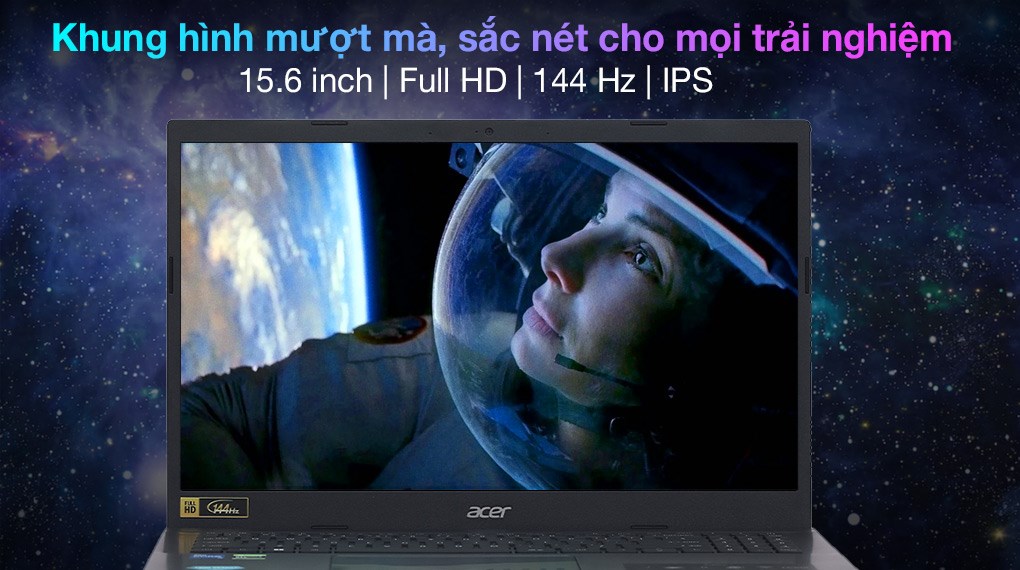 Khung hình mượt mà, sắc nét cho mọi trải nghiệm
15.6 inch | Full HD | 144 Hz | IPS
FULL HD 144Hz
acer